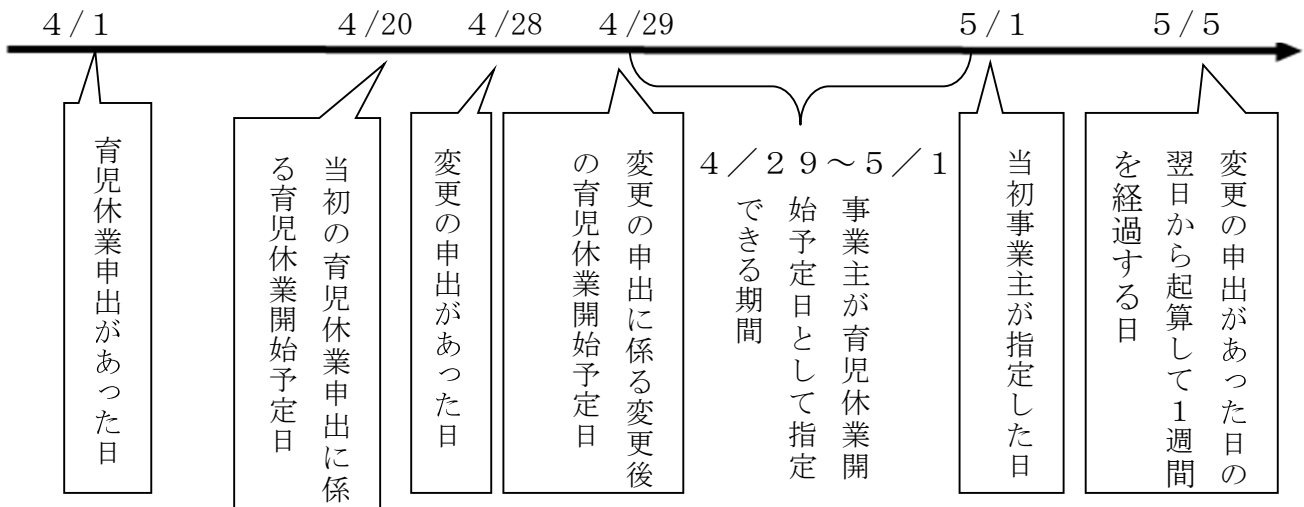 4/1
4/20
4/28
4/29
5/1
5/5
育児休業申出があった日
当初の育児休業申出に係
る育児休業開始予定日
変更の申出があった日
変更の申出に係る変更後
の育児休業開始予定日
4/29~5/1
事業主が育児休業開
始予定日として指定
できる期間
当初事業主が指定した日
変更の申出があった日の
翌日から起算して1週間
を経過する日